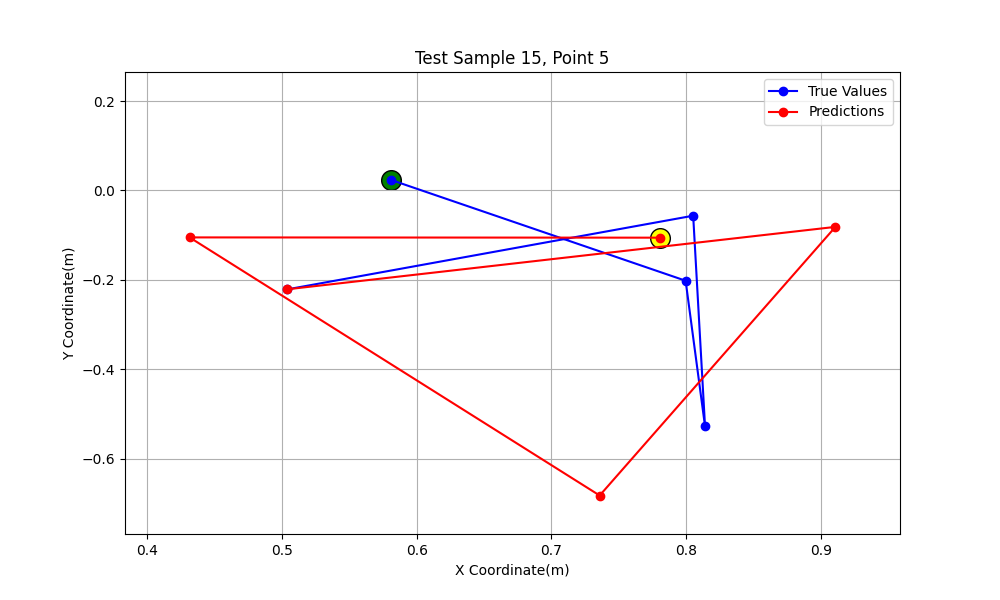 Test Sample 15, Point 5
True Values
Predictions
0.2
0.0
−0.2
−0.4
−0.6
Y Coordinate(m)
0.4 0.5 0.6 0.7 0.8 0.9
X Coordinate(m)